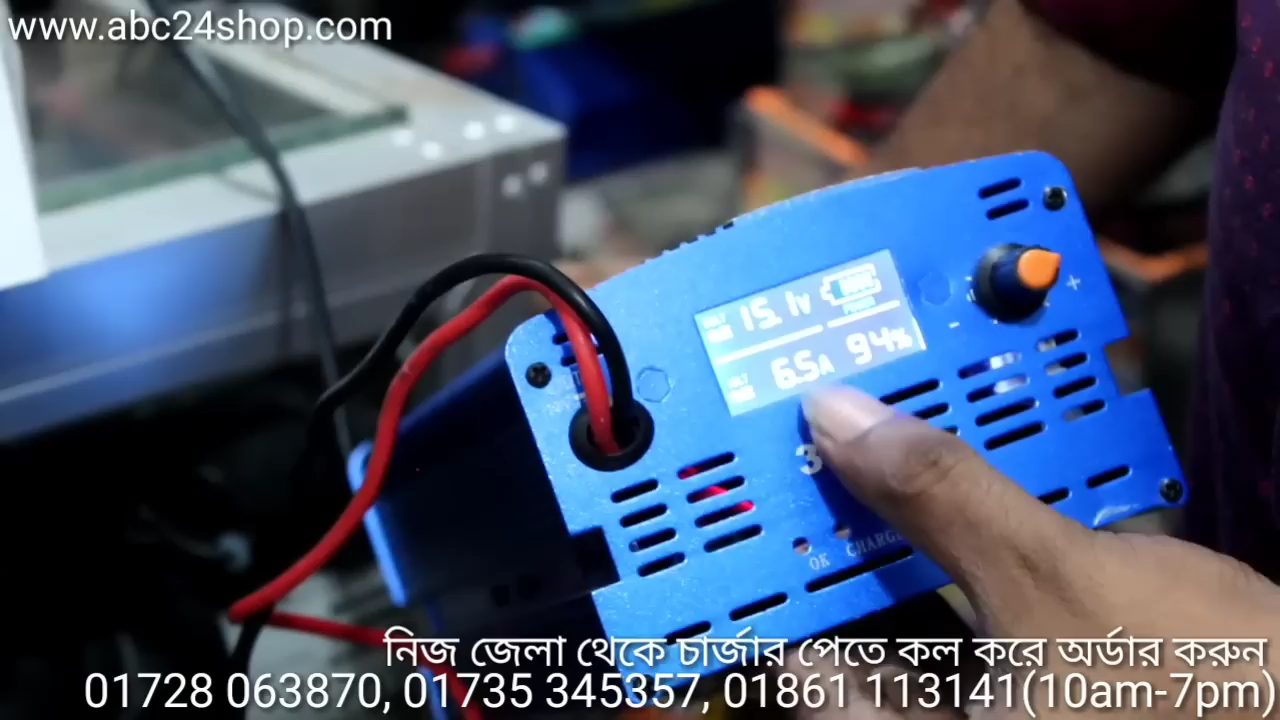 www.abc24shop.com
15.1v
6.5A 94%
+
-
3
OK CHARGE
নিজ জেলা থেকে চার্জার পেতে কল করে অর্ডার করুন
01728 063870, 01735 345357, 01861 113141(10am-7pm)